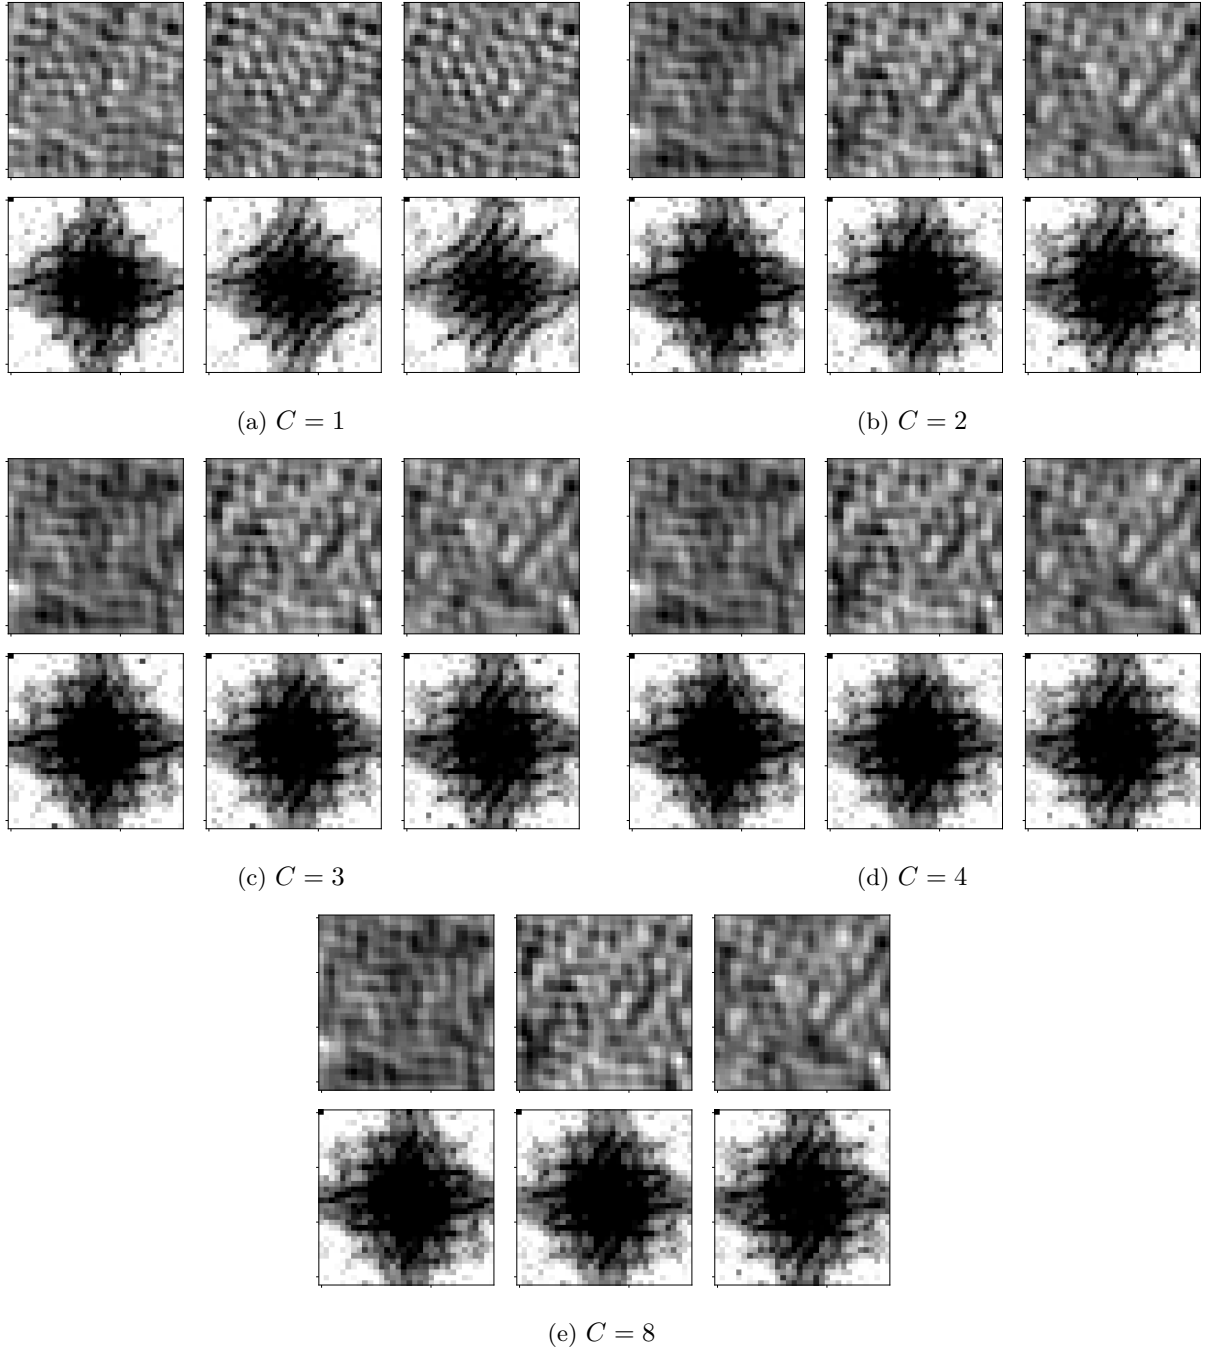 (a) C = 1
(b) C = 2
(c) C = 3
(d) C = 4
(e) C = 8